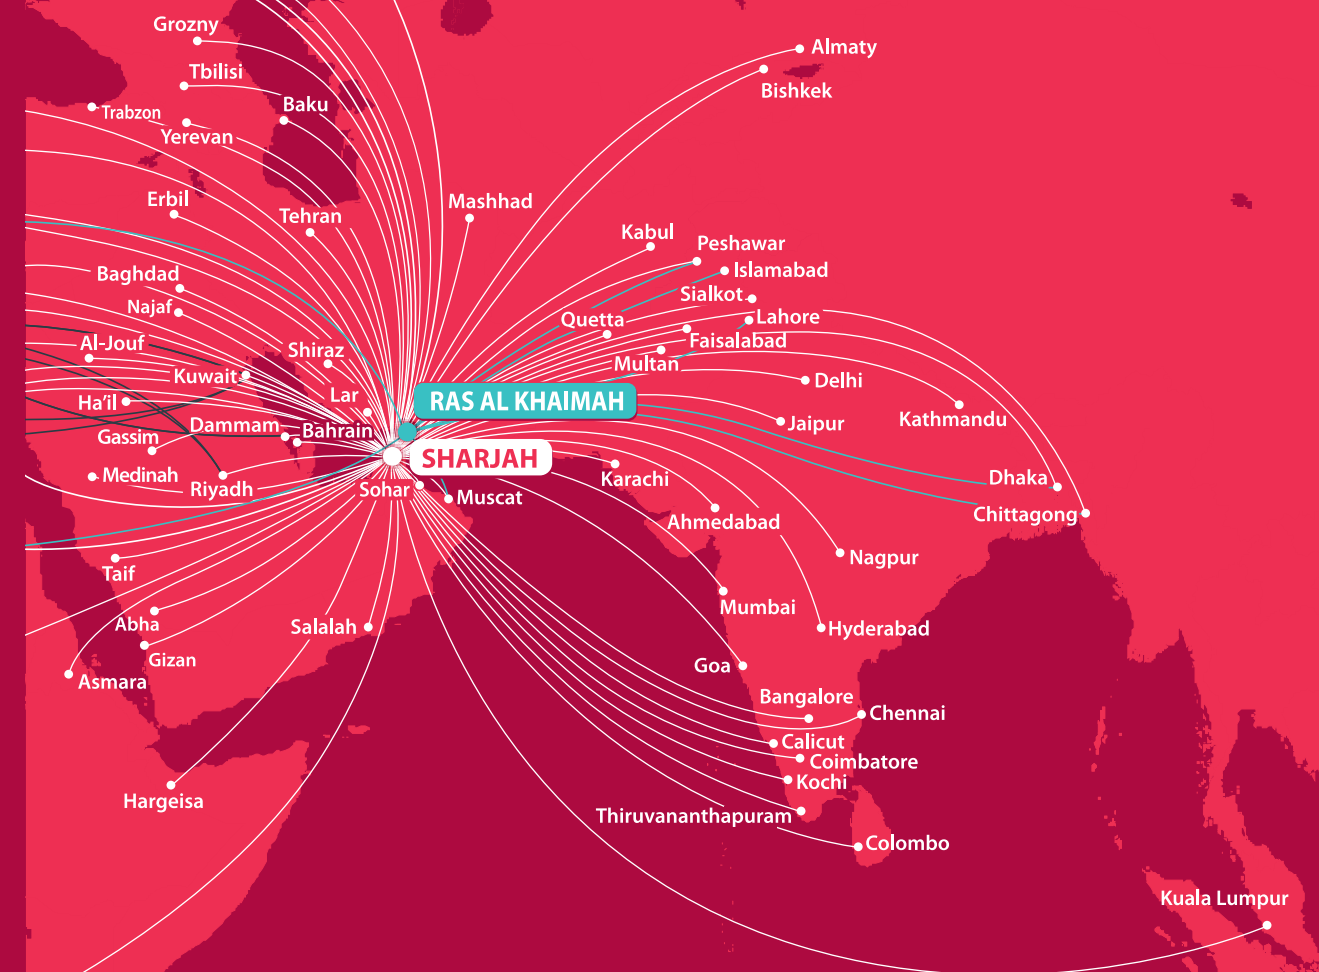 Grozny
Almaty
Tbilisi
Bishkek
Baku
Trabzon
Yerevan
Erbil
Mashhad
Tehran
Kabul
Peshawar
Baghdad
Islamabad
Sialkot
Najaf
Quetta
Lahore
Al-Jouf
Faisalabad
Shiraz
Multan
Kuwait
Delhi
Lar
Ha'il
RAS AL KHAIMAH
Kathmandu
Dammam
Jaipur
Bahrain
Gassim
SHARJAH
Medinah
Karachi
Dhaka
Riyadh
Sohar
Muscat
Chittagong
Ahmedabad
Nagpur
Taif
Mumbai
Abha
Salalah
Hyderabad
Gizan
Goa
Asmara
Bangalore
Chennai
Calicut
Coimbatore
Kochi
Hargeisa
Thiruvananthapuram
Colombo
Kuala Lumpur